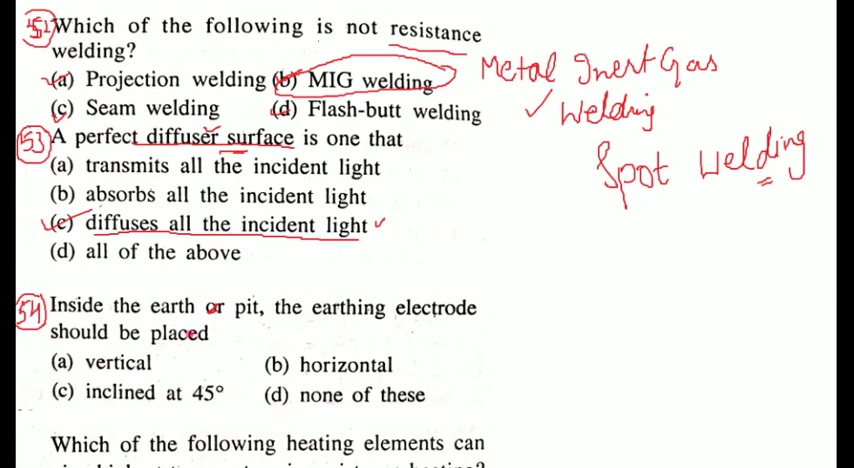 51 Which of the following is not resistance
welding?
(a) Projection welding (b) MIG welding
(c) Seam welding (d) Flash-butt welding
Metal Inert Gas
Welding
Spot Welding
53 A perfect diffuser surface is one that
(a) transmits all the incident light
(b) absorbs all the incident light
(c) diffuses all the incident light
(d) all of the above
54 Inside the earth or pit, the earthing electrode
should be placed
(a) vertical (b) horizontal
(c) inclined at 45° (d) none of these
Which of the following heating elements can